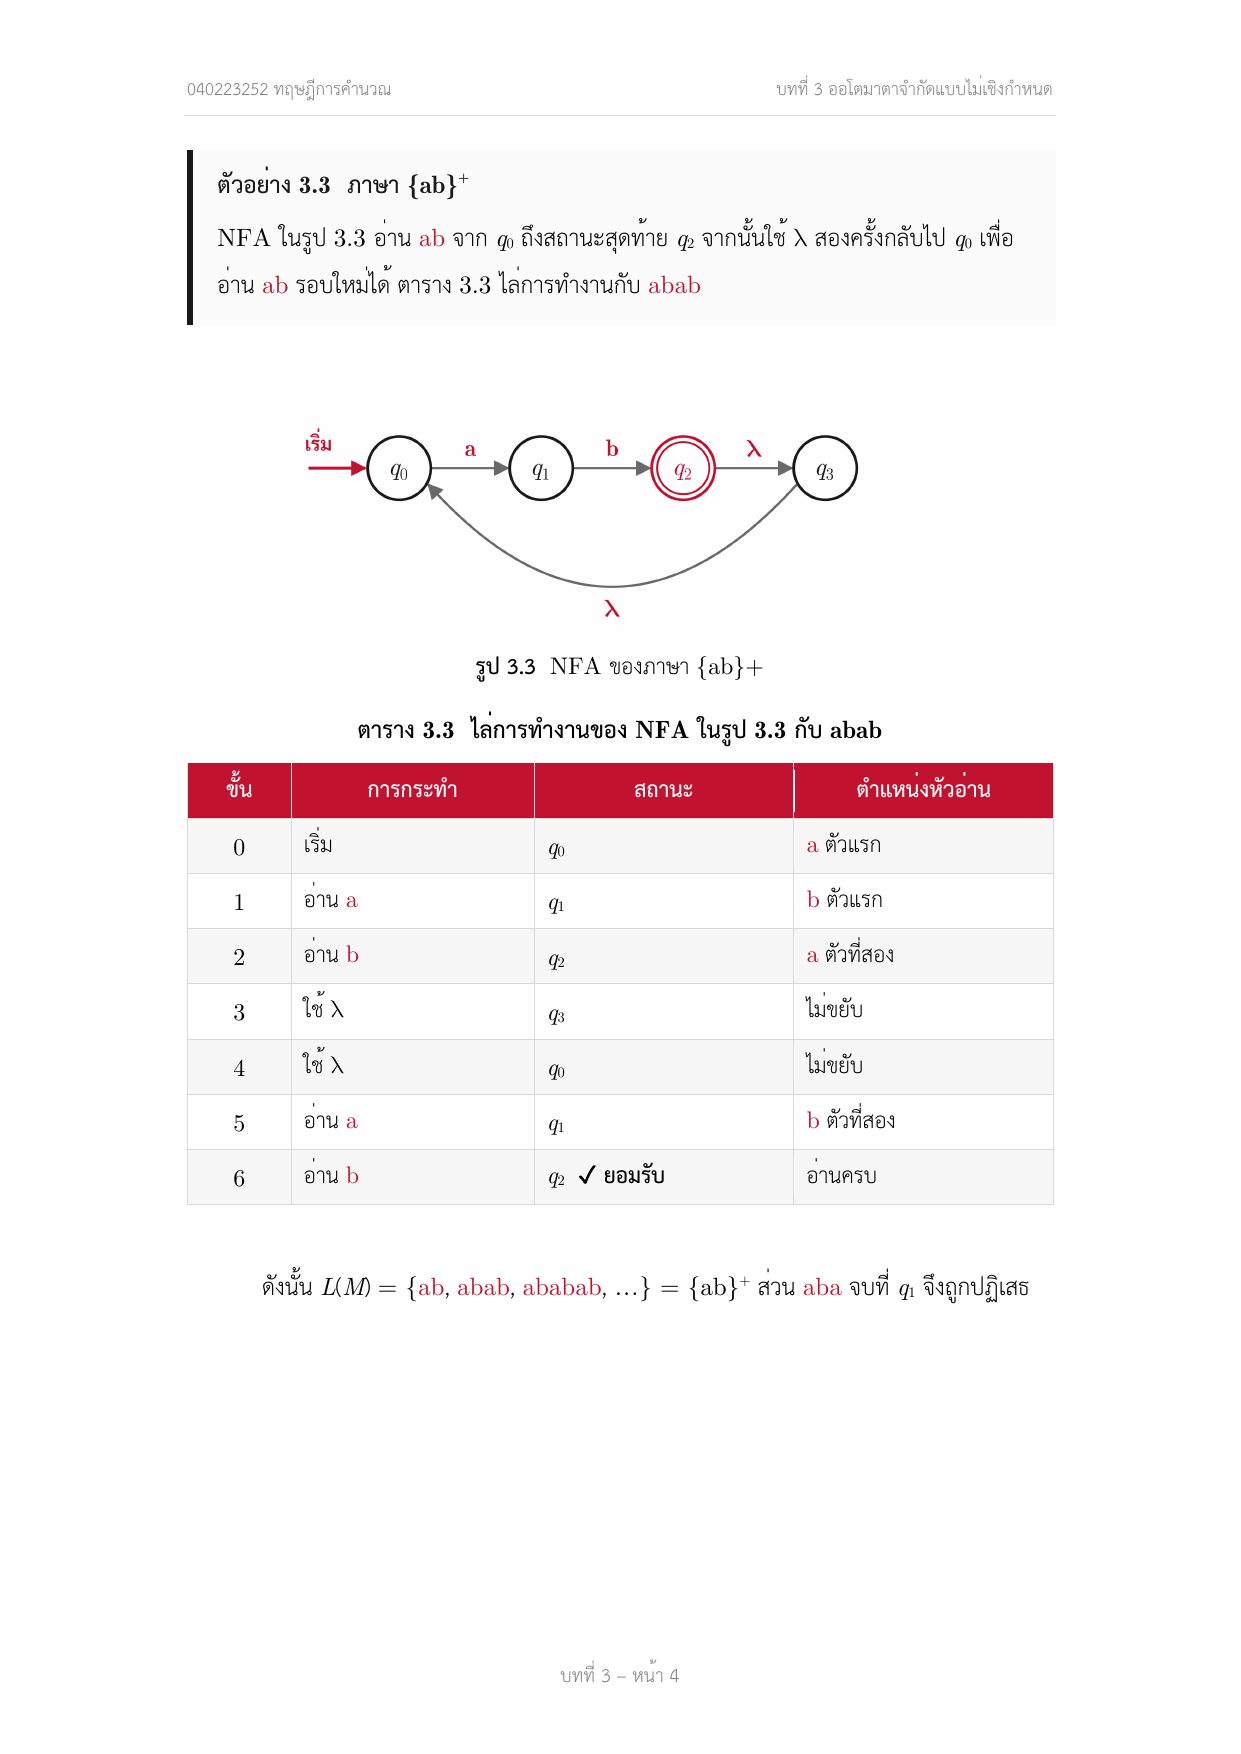 040223252 ทฤษฎีการคำนวณ
บทที่ 3 ออโตมาตาจำกัดแบบไม่เชิงกำหนด
ตัวอย่าง 3.3 ภาษา {ab}⁺
NFA ในรูป 3.3 อ่าน ab จาก q₀ ถึงสถานะสุดท้าย q₂ จากนั้นใช้ λ สองครั้งกลับไป q₀ เพื่อ
อ่าน ab รอบใหม่ได้ ตาราง 3.3 ไล่การทำงานกับ abab
เริ่ม a b λ
q₀ q₁ q₂ q₃
λ
รูป 3.3 NFA ของภาษา {ab}+
ตาราง 3.3 ไล่การทำงานของ NFA ในรูป 3.3 กับ abab
ขั้น การกระทำ สถานะ ตำแหน่งหัวอ่าน
0 เริ่ม q₀ a ตัวแรก
1 อ่าน a q₁ b ตัวแรก
2 อ่าน b q₂ a ตัวที่สอง
3 ใช้ λ q₃ ไม่ขยับ
4 ใช้ λ q₀ ไม่ขยับ
5 อ่าน a q₁ b ตัวที่สอง
6 อ่าน b q₂ ✓ ยอมรับ อ่านครบ
ดังนั้น L(M) = {ab, abab, ababab, …} = {ab}⁺ ส่วน aba จบที่ q₁ จึงถูกปฏิเสธ
บทที่ 3 – หน้า 4